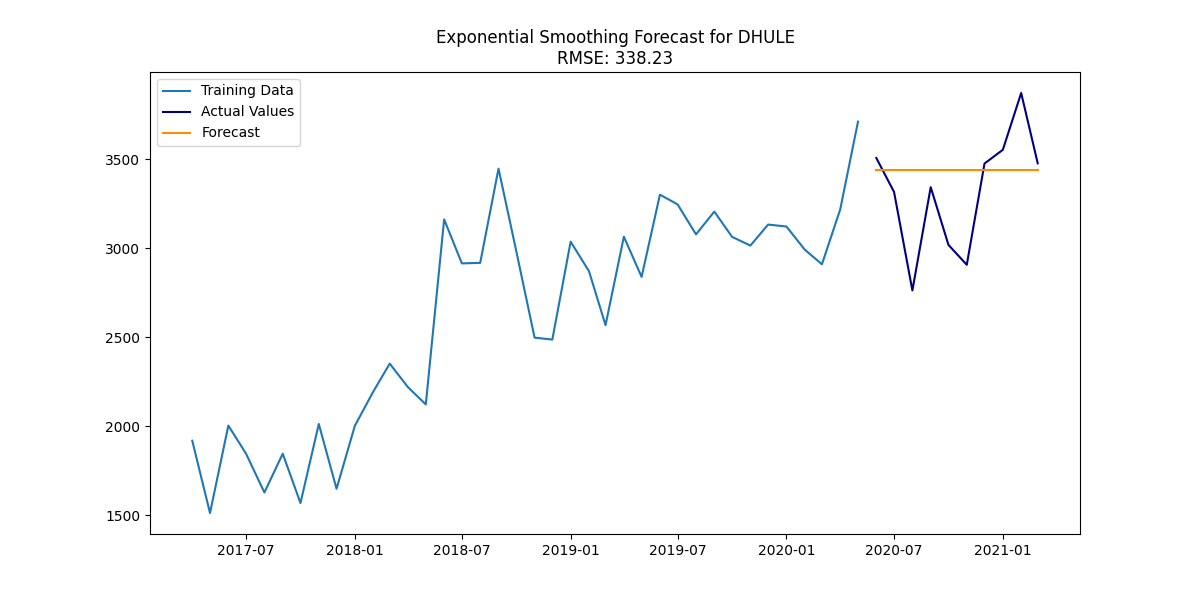 Exponential Smoothing Forecast for DHULE
RMSE: 338.23
Training Data
Actual Values
Forecast
3500
3000
2500
2000
1500
2017-07
2018-01
2018-07
2019-01
2019-07
2020-01
2020-07
2021-01